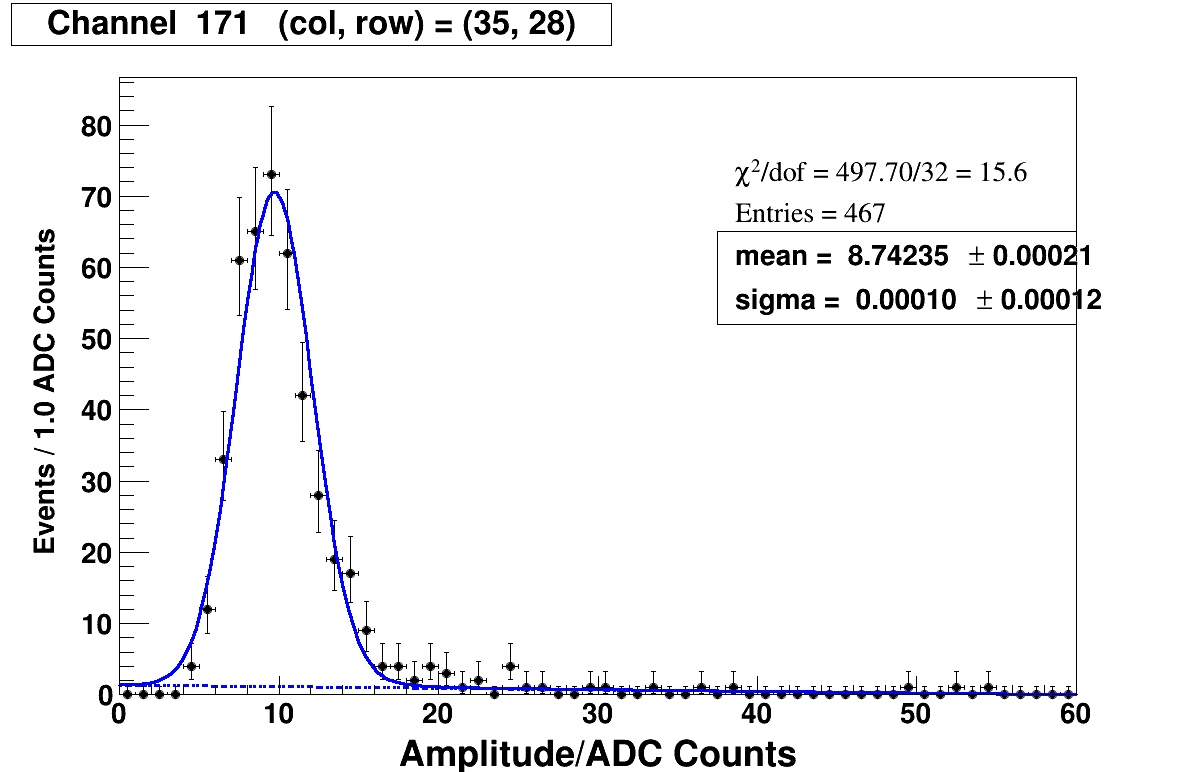 Channel 171 (col, row) = (35, 28)
80
70
60
50
40
30
20
10
0
Events / 1.0 ADC Counts
χ²/dof = 497.70/32 = 15.6
Entries = 467
mean = 8.74235 ± 0.00021
sigma = 0.00010 ± 0.00012
0 10 20 30 40 50 60
Amplitude/ADC Counts